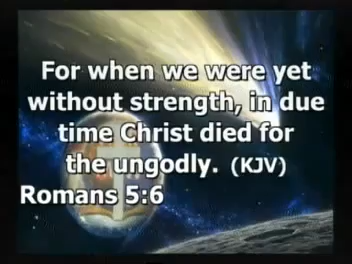 For when we were yet
without strength, in due
time Christ died for
the ungodly. (KJV)
Romans 5:6